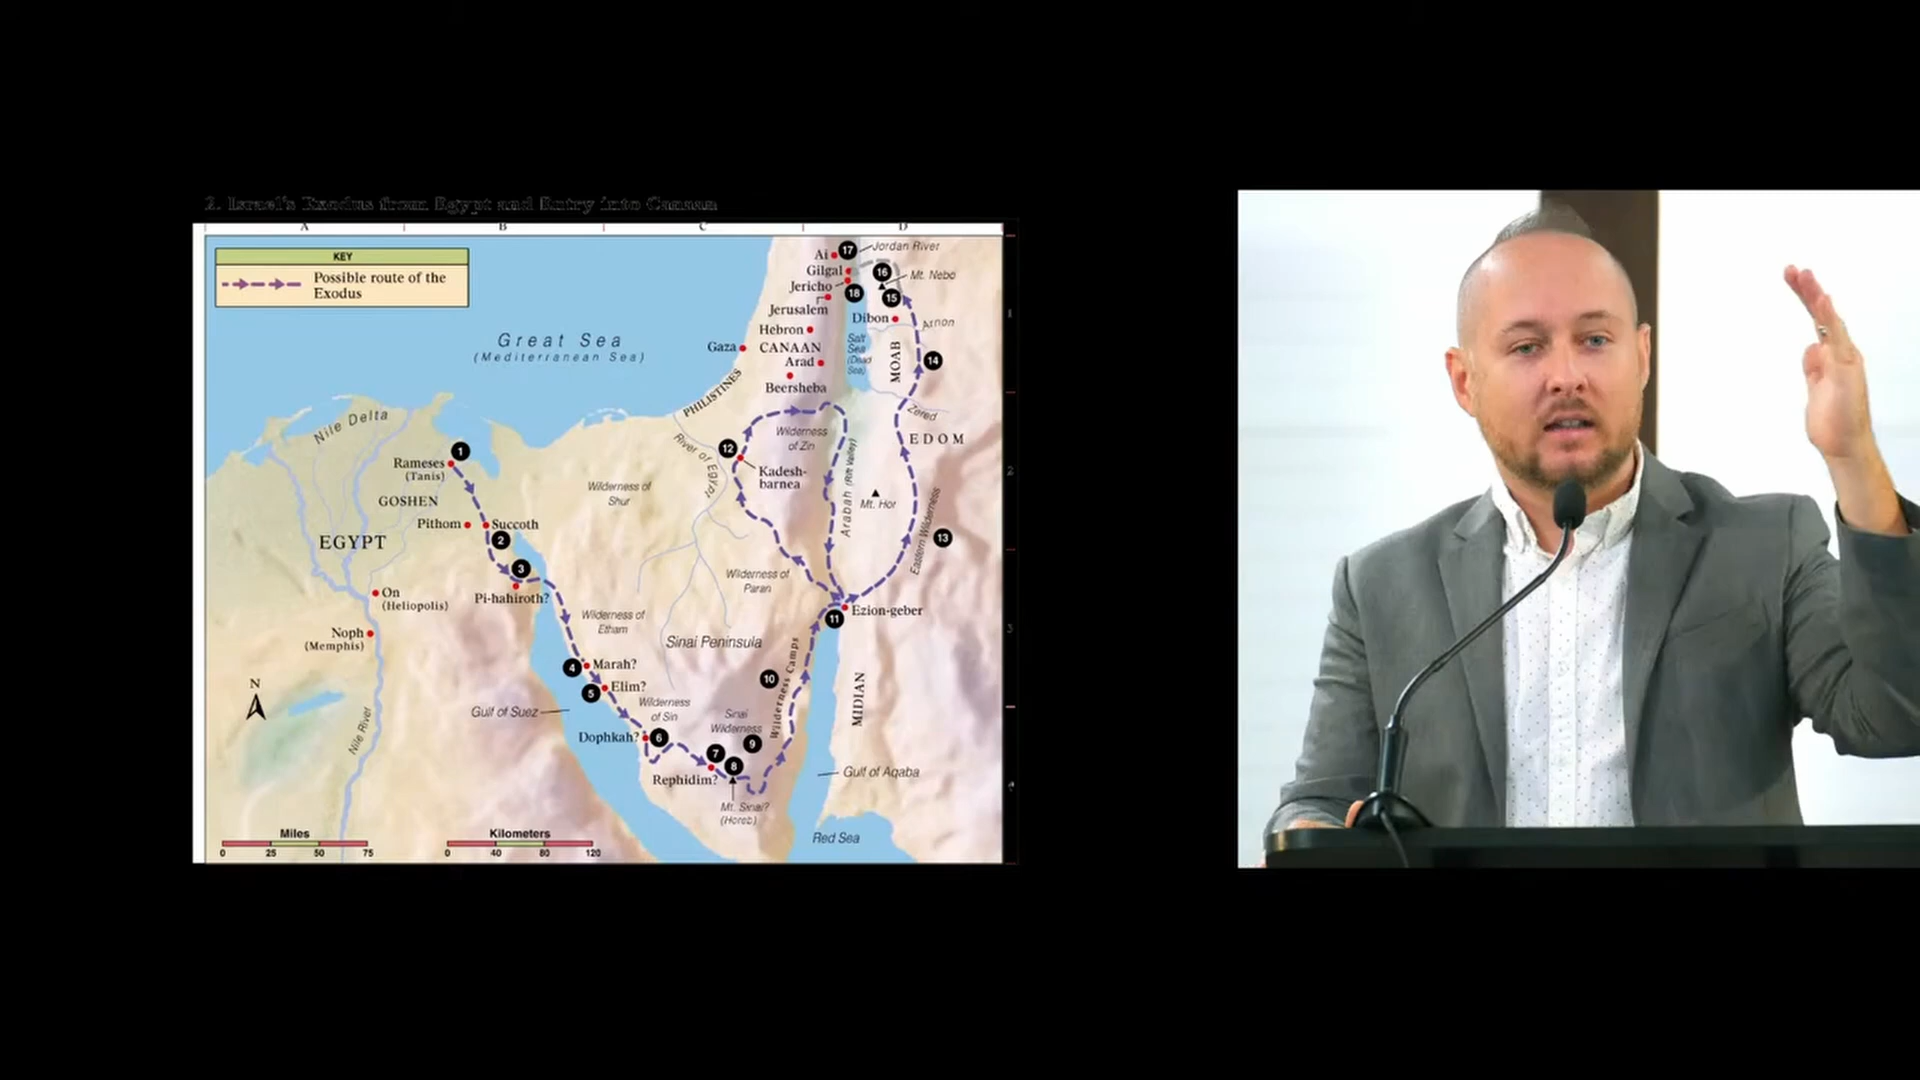 2. Israel's Exodus from Egypt and Entry into Canaan
A
B
C
D
KEY
Possible route of the
Exodus
Great Sea
(Mediterranean Sea)
Ai
17
Jordan River
Gilgal
16
Mt. Nebo
Jericho
18
15
Jerusalem
Dibon
Arnon
Hebron
1
Gaza
CANAAN
Salt
Sea
(Dead
Sea)
MOAB
14
Arad
Beersheba
PHILISTINES
Zered
Nile Delta
Wilderness
of Zin
EDOM
1
12
River of Egypt
Rameses
(Tanis)
Kadesh-
barnea
2
Arabah (Rift Valley)
Wilderness of
Shur
Mt. Hor
GOSHEN
Eastern Wilderness
Pithom
Succoth
2
13
EGYPT
3
Pi-hahiroth?
Wilderness of
Paran
On
(Heliopolis)
Ezion-geber
11
Wilderness of
Etham
3
Noph
(Memphis)
Sinai Peninsula
4
Marah?
5
Elim?
10
Wilderness Camps
MIDIAN
N
Gulf of Suez
Wilderness
of Sin
Sinai
Wilderness
Nile River
Dophkah?
6
7
9
8
Rephidim?
Gulf of Aqaba
Mt. Sinai?
(Horeb)
Red Sea
Miles
0 25 50 75
Kilometers
0 40 80 120